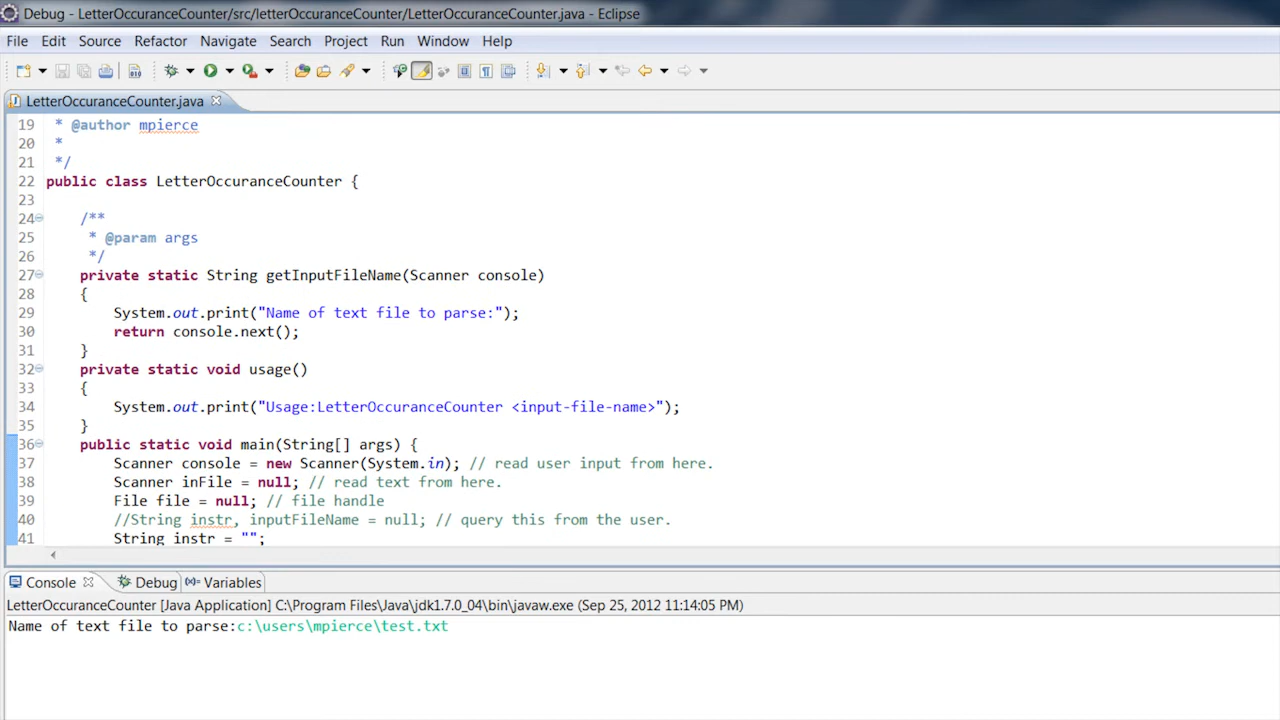 Debug - LetterOccuranceCounter/src/letterOccuranceCounter/LetterOccuranceCounter.java - Eclipse
File Edit Source Refactor Navigate Search Project Run Window Help
LetterOccuranceCounter.java
19 * @author mpierce
20 *
21 */
22 public class LetterOccuranceCounter {
23
24 /**
25 * @param args
26 */
27 private static String getInputFileName(Scanner console)
28 {
29 System.out.print("Name of text file to parse:");
30 return console.next();
31 }
32 private static void usage()
33 {
34 System.out.print("Usage:LetterOccuranceCounter <input-file-name>");
35 }
36 public static void main(String[] args) {
37 Scanner console = new Scanner(System.in); // read user input from here.
38 Scanner inFile = null; // read text from here.
39 File file = null; // file handle
40 //String instr, inputFileName = null; // query this from the user.
41 String instr = "";
Console Debug Variables
LetterOccuranceCounter [Java Application] C:\Program Files\Java\jdk1.7.0_04\bin\javaw.exe (Sep 25, 2012 11:14:05 PM)
Name of text file to parse:c:\users\mpierce\test.txt